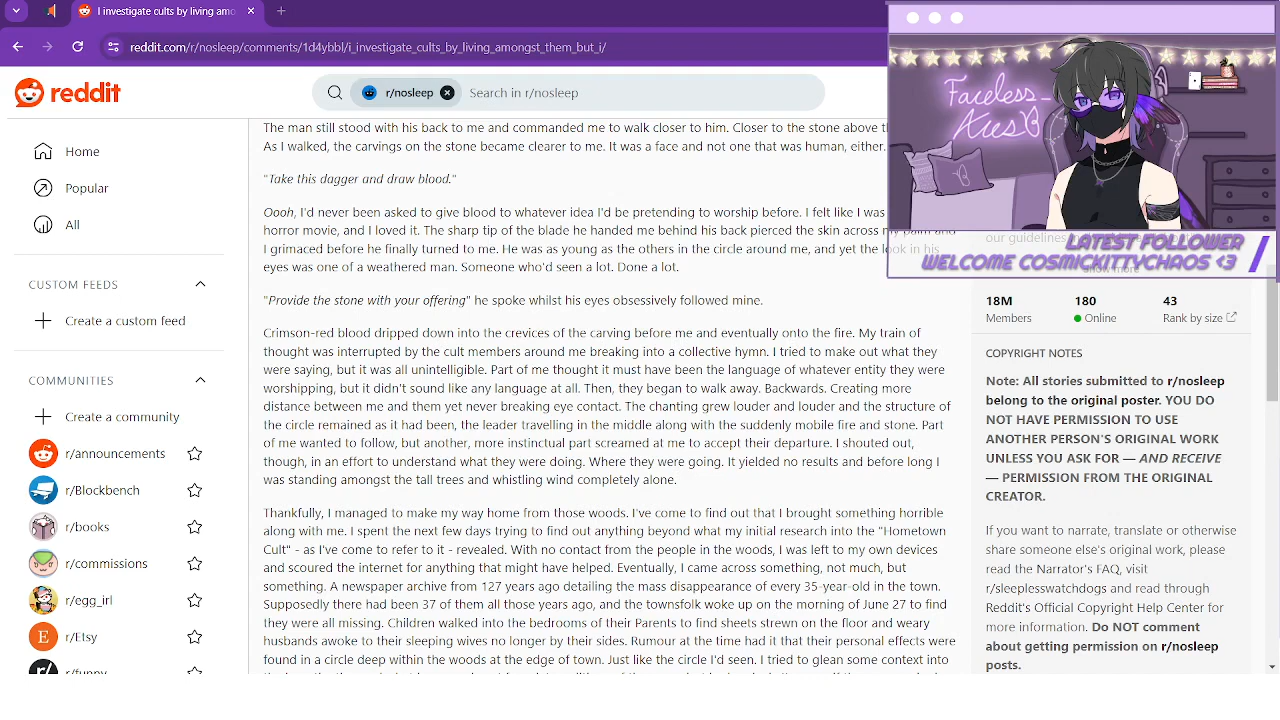 I investigate cults by living amo
reddit.com/r/nosleep/comments/1d4ybbl/i_investigate_cults_by_living_amongst_them_but_i/
reddit
r/nosleep
Search in r/nosleep
Home
Popular
All
CUSTOM FEEDS
Create a custom feed
COMMUNITIES
Create a community
r/announcements
r/Blockbench
r/books
r/commissions
r/egg_irl
r/Etsy
r/funny
The man still stood with his back to me and commanded me to walk closer to him. Closer to the stone above the
As I walked, the carving on the stone became clearer to me. It was a face and not one that was human, either.
"Take this dagger and draw blood."
Oooh, I'd never been asked to give blood to whatever idea I'd be pretending to worship before. I felt like I was
horror movie, and I loved it. The sharpness of the blade he handed me behind his back pierced the skin across my palm and
I grimaced. He finally turned to me. He was as young as the others in the circle around me, and yet the look in his
eyes was one of a weathered man. Someone who'd seen a lot. Done a lot.
"Provide the stone with your offering" he spoke whilst his eyes obsessively followed mine.
Crimson-red blood dripped down into the crevices of the carving before me and eventually onto the fire. My train of
thought was interrupted by the cult members around me breaking into a collective hymn. I tried to make out what they
were saying, but it was all unintelligible. Part of me thought it must have been the language of whatever entity they were
worshipping, but it didn't sound like any language at all. Then, they began to walk away. Backwards. Creating more
distance between me and them yet never breaking eye contact. The chanting grew louder and louder and the structure of
the circle remained as it had been, the leader travelling in the middle along with the suddenly mobile fire and stone. Part
of me wanted to follow, but another, more instinctual part screamed at me to accept their departure. I shouted out,
though, in an effort to understand what they were doing. Where they were going. It yielded no results and before long I
was standing amongst the tall trees and whistling wind completely alone.
Thankfully, I managed to make my way home from those woods. I've come to find out that I brought something horrible
along with me. I spent the next few days trying to find out anything beyond what my initial research into the "Hometown
Cult" - as I've come to refer to it - revealed. With no contact from the people in the woods, I was left to my own devices
and scoured the internet for anything that might have helped. Eventually, I came across something, not much, but
something. A newspaper archive from 127 years ago detailing the mass disappearance of every 35-year-old in the town.
Supposedly there had been 37 of them all those years ago, and the townsfolk woke up on the morning of June 27 to find
they were all missing. Children walked into the bedrooms of their Parents to find sheets strewn on the floor and weary
husbands awoke to their sleeping wives no longer by their sides. Rumour at the time had it that their personal effects were
found in a circle deep within the woods at the edge of town. Just like the circle I'd seen. I tried to glean some context into
Faceless_
LATEST FOLLOWER
WELCOME COSMICKITTYCHAOS <3
our guidelines
Show more
18M
Members
180
Online
43
Rank by size
COPYRIGHT NOTES
Note: All stories submitted to r/nosleep
belong to the original poster. YOU DO
NOT HAVE PERMISSION TO USE
ANOTHER PERSON'S ORIGINAL WORK
UNLESS YOU ASK FOR — AND RECEIVE
— PERMISSION FROM THE ORIGINAL
CREATOR.
If you want to narrate, translate or otherwise
share someone else's original work, please
read the Narrator's FAQ, visit
r/sleeplesswatchdogs and read through
Reddit's Official Copyright Help Center for
more information. Do NOT comment
about getting permission on r/nosleep
posts.